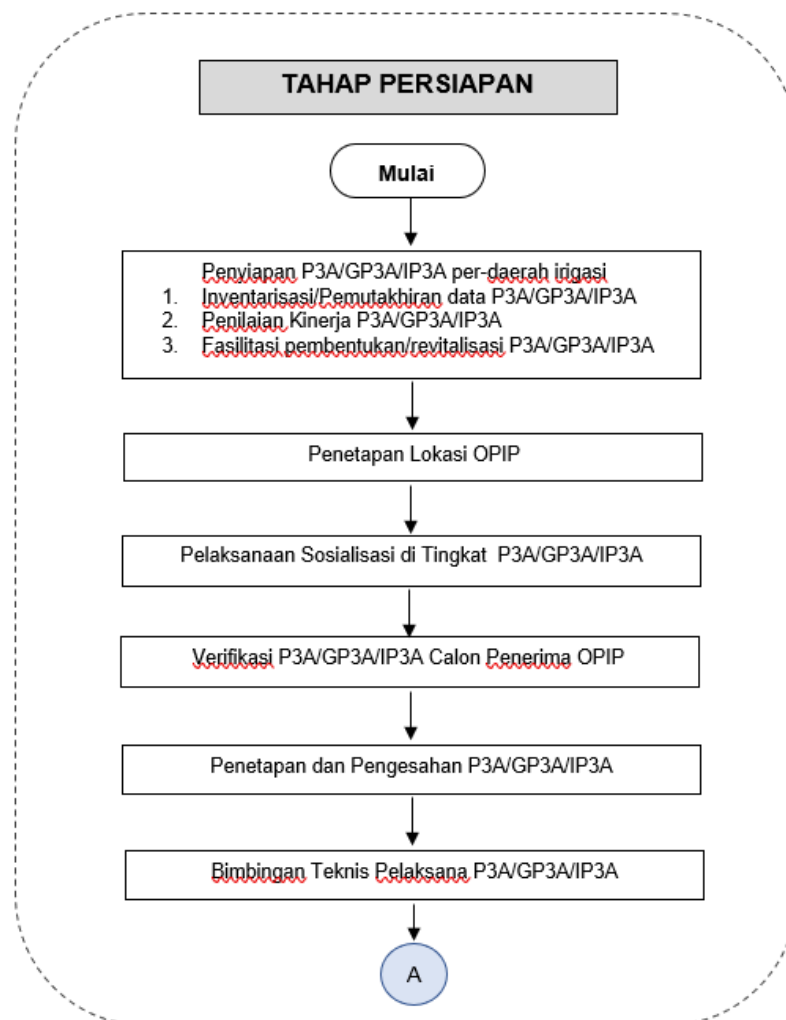 TAHAP PERSIAPAN
Mulai
Penyiapan P3A/GP3A/IP3A per-daerah irigasi
1. Inventarisasi/Pemutakhiran data P3A/GP3A/IP3A
2. Penilaian Kinerja P3A/GP3A/IP3A
3. Fasilitasi pembentukan/revitalisasi P3A/GP3A/IP3A
Penetapan Lokasi OPIP
Pelaksanaan Sosialisasi di Tingkat P3A/GP3A/IP3A
Verifikasi P3A/GP3A/IP3A Calon Penerima OPIP
Penetapan dan Pengesahan P3A/GP3A/IP3A
Bimbingan Teknis Pelaksana P3A/GP3A/IP3A
A